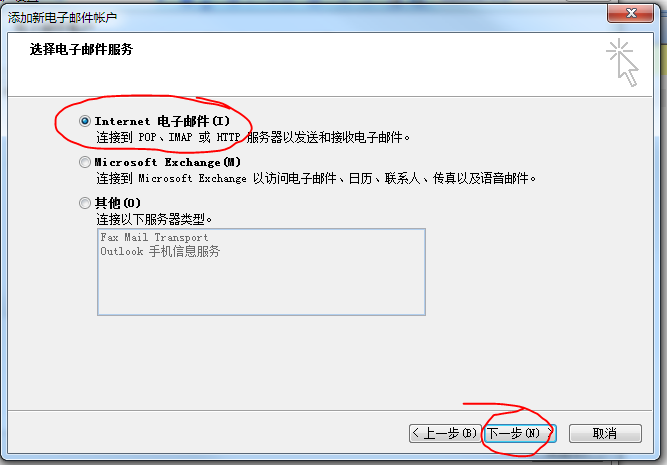 添加新电子邮件帐户
选择电子邮件服务
Internet 电子邮件(I)
连接到 POP、IMAP 或 HTTP 服务器以发送和接收电子邮件。
Microsoft Exchange(M)
连接到 Microsoft Exchange 以访问电子邮件、日历、联系人、传真以及语音邮件。
其他(O)
连接以下服务器类型。
Fax Mail Transport
Outlook 手机信息服务
< 上一步(B) 下一步(N) > 取消